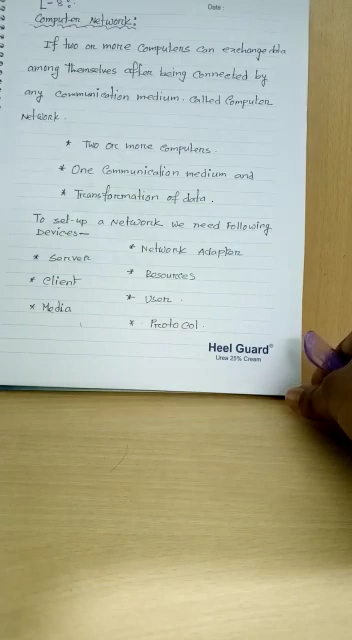 L-8:
Date :
Computer Network:
If two or more Computers can exchange data
among themselves after being connected by
any communication medium. called Computer
Network.
* Two or more Computers.
* One Communication medium and
* Transformation of data.
To set-up a Network we need following
Devices—
* Server
* Client
* Media
* Network Adapter
* Resources
* User.
* Protocol.
Heel Guard®
Urea 25% Cream